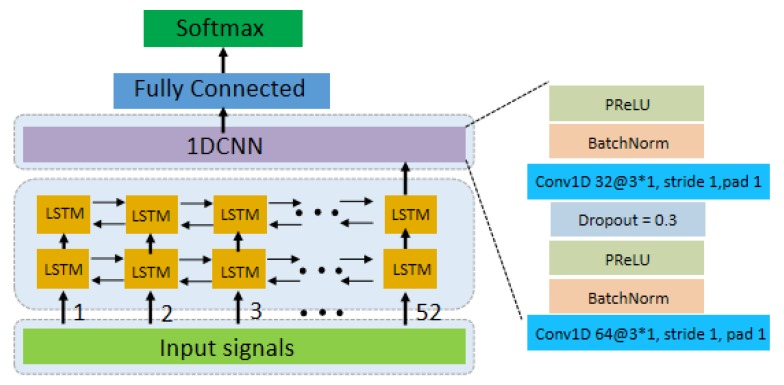 Softmax
Fully Connected
1DCNN
LSTM LSTM LSTM LSTM
LSTM LSTM LSTM LSTM
1 2 3 52
Input signals
PReLU
BatchNorm
Conv1D 32@3*1, stride 1,pad 1
Dropout = 0.3
PReLU
BatchNorm
Conv1D 64@3*1, stride 1, pad 1